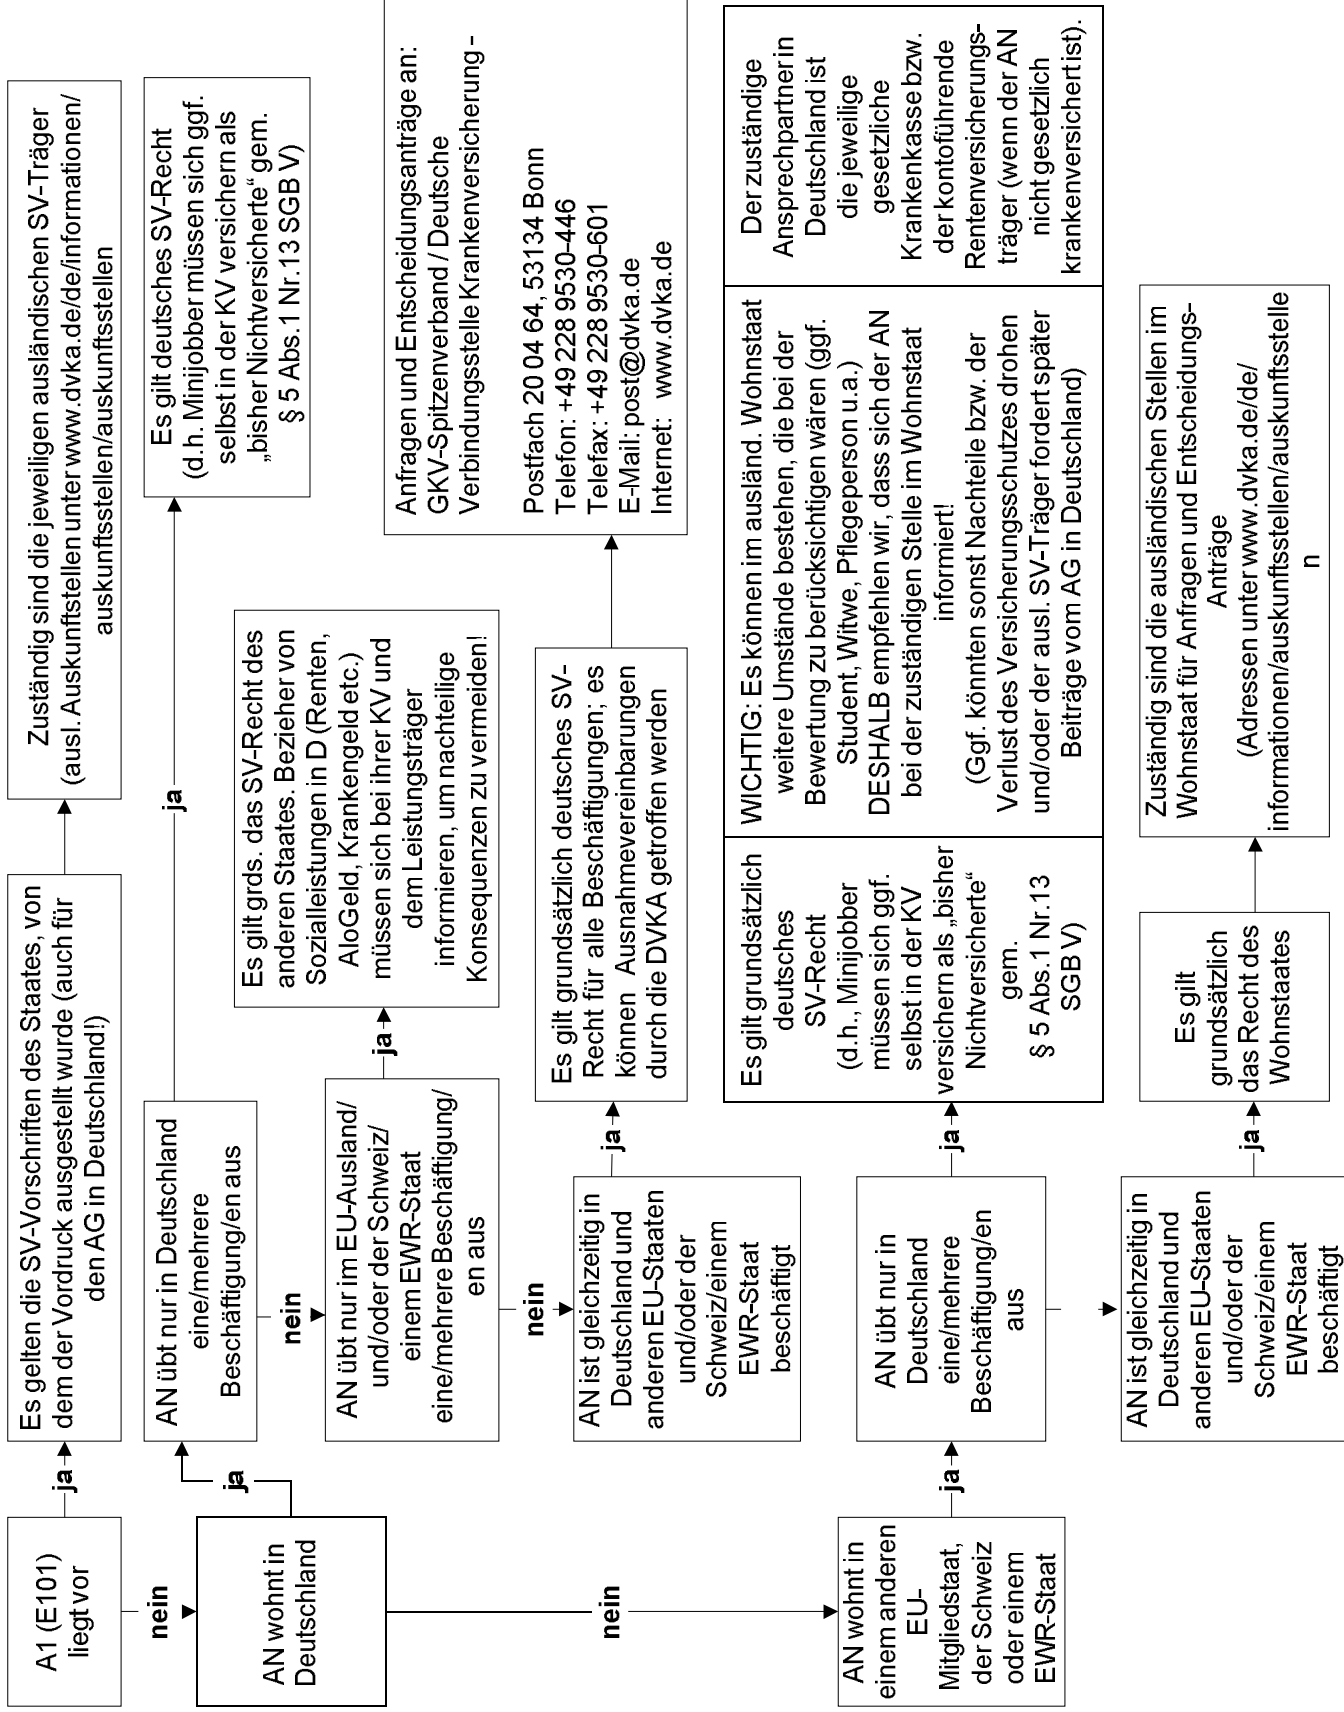 A1 (E101)
liegt vor
ja
Es gelten die SV-Vorschriften des Staates, von
dem der Vordruck ausgestellt wurde (auch für
den AG in Deutschland!)
Zuständig sind die jeweiligen ausländischen SV-Träger
(ausl. Auskunftstellen unter www.dvka.de/de/informationen/
auskunftsstellen/auskunftsstellen
nein
AN wohnt in
Deutschland
ja
AN übt nur in Deutschland
eine/mehrere
Beschäftigung/en aus
ja
Es gilt deutsches SV-Recht
(d.h. Minijobber müssen sich ggf.
selbst in der KV versichern als
„bisher Nichtversicherte“ gem.
§ 5 Abs.1 Nr.13 SGB V)
nein
AN übt nur im EU-Ausland/
und/oder der Schweiz/
einem EWR-Staat
eine/mehrere Beschäftigung/
en aus
ja
Es gilt grds. das SV-Recht des
anderen Staates. Bezieher von
Sozialleistungen in D (Renten,
AloGeld, Krankengeld etc.)
müssen sich bei ihrer KV und
dem Leistungsträger
informieren, um nachteilige
Konsequenzen zu vermeiden!
nein
AN ist gleichzeitig in
Deutschland und
anderen EU-Staaten
und/oder der
Schweiz/einem
EWR-Staat
beschäftigt
ja
Es gilt grundsätzlich deutsches SV-
Recht für alle Beschäftigungen; es
können Ausnahmevereinbarungen
durch die DVKA getroffen werden
Anfragen und Entscheidungsanträge an:
GKV-Spitzenverband / Deutsche
Verbindungsstelle Krankenversicherung -
Postfach 20 04 64, 53134 Bonn
Telefon: +49 228 9530-446
Telefax: +49 228 9530-601
E-Mail: post@dvka.de
Internet: www.dvka.de
nein
AN wohnt in
einem anderen
EU-
Mitgliedstaat,
der Schweiz
oder einem
EWR-Staat
ja
AN übt nur in
Deutschland
eine/mehrere
Beschäftigung/en
aus
ja
Es gilt grundsätzlich
deutsches
SV-Recht
(d.h., Minijobber
müssen sich ggf.
selbst in der KV
versichern als „bisher
Nichtversicherte“
gem.
§ 5 Abs.1 Nr.13
SGB V)
WICHTIG: Es können im ausländ. Wohnstaat
weitere Umstände bestehen, die bei der
Bewertung zu berücksichtigen wären (ggf.
Student, Witwe, Pflegeperson u.a.)
DESHALB empfehlen wir, dass sich der AN
bei der zuständigen Stelle im Wohnstaat
informiert!
(Ggf. könnten sonst Nachteile bzw. der
Verlust des Versicherungsschutzes drohen
und/oder der ausl. SV-Träger fordert später
Beiträge vom AG in Deutschland)
Der zuständige
Ansprechpartner in
Deutschland ist
die jeweilige
gesetzliche
Krankenkasse bzw.
der kontoführende
Rentenversicherungs-
träger (wenn der AN
nicht gesetzlich
krankenversichert ist).
AN ist gleichzeitig in
Deutschland und
anderen EU-Staaten
und/oder der
Schweiz/einem
EWR-Staat
beschäftigt
ja
Es gilt
grundsätzlich
das Recht des
Wohnstaates
Zuständig sind die ausländischen Stellen im
Wohnstaat für Anfragen und Entscheidungs-
Anträge
(Adressen unter www.dvka.de/de/
informationen/auskunftsstellen/auskunftsstelle
n